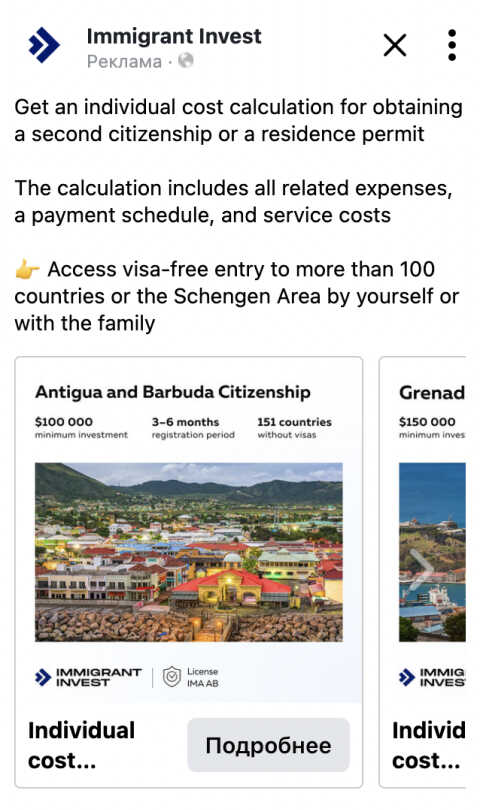 Immigrant Invest
Реклама ·
Get an individual cost calculation for obtaining
a second citizenship or a residence permit
The calculation includes all related expenses,
a payment schedule, and service costs
👉 Access visa-free entry to more than 100
countries or the Schengen Area by yourself or
with the family
Antigua and Barbuda Citizenship
$100 000 3–6 months 151 countries
minimum investment registration period without visas
IMMIGRANT
INVEST
License
IMA AB
Individual
cost...
Подробнее
Grenad
$150 000
minimum inves
IMMIG
INVES
Individ
cost...